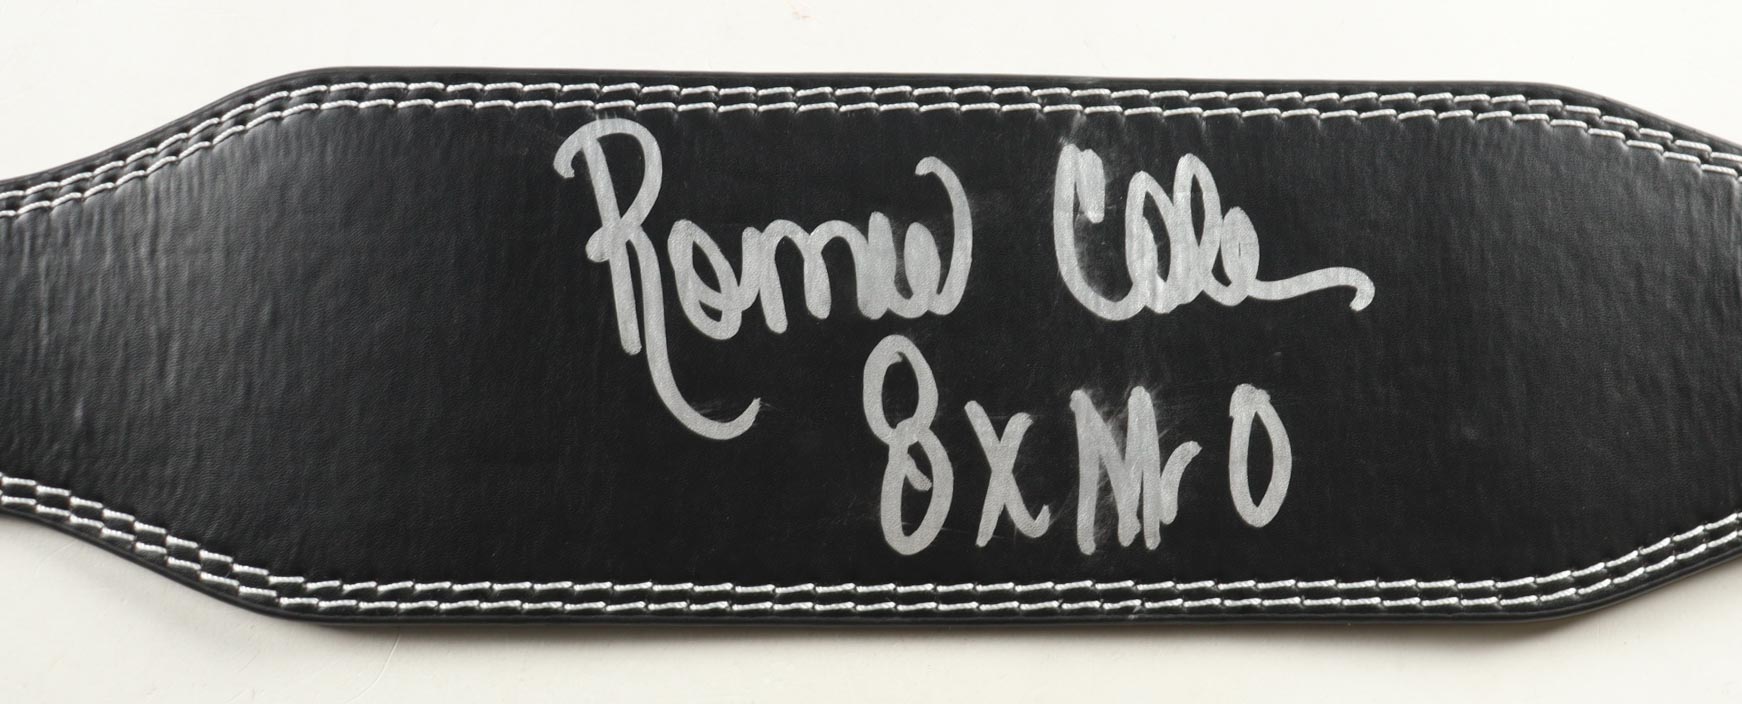 Ronnie Coleman
8x Mr O